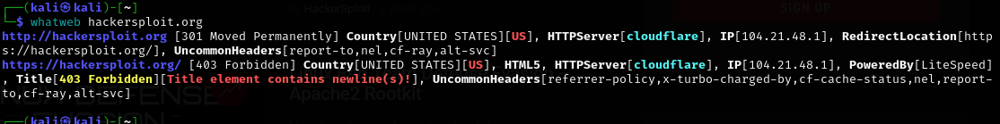 by HackerSploit
SIGN UP
┌──(kali㉿kali)-[~]
└─$ whatweb hackersploit.org
http://hackersploit.org [301 Moved Permanently] Country[UNITED STATES][US], HTTPServer[cloudflare], IP[104.21.48.1], RedirectLocation[http
s://hackersploit.org/], UncommonHeaders[report-to,nel,cf-ray,alt-svc]
https://hackersploit.org/ [403 Forbidden] Country[UNITED STATES][US], HTML5, HTTPServer[cloudflare], IP[104.21.48.1], PoweredBy[LiteSpeed]
, Title[403 Forbidden][Title element contains newline(s)!], UncommonHeaders[referrer-policy,x-turbo-charged-by,cf-cache-status,nel,report-
to,cf-ray,alt-svc]
Apache2 Rootkit
┌──(kali㉿kali)-[~]